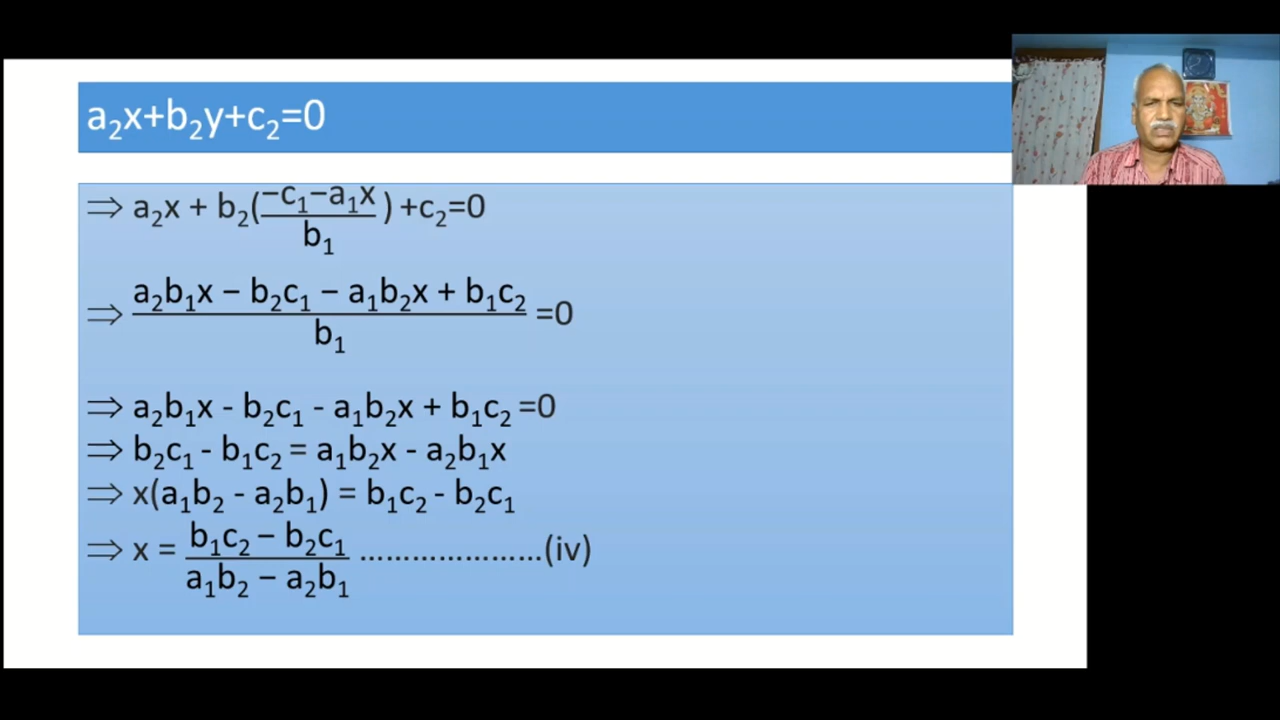 a₂x+b₂y+c₂=0
⇒ a₂x + b₂(−c₁−a₁x / b₁) +c₂=0
⇒ a₂b₁x − b₂c₁ − a₁b₂x + b₁c₂ / b₁ =0
⇒ a₂b₁x - b₂c₁ - a₁b₂x + b₁c₂ =0
⇒ b₂c₁ - b₁c₂ = a₁b₂x - a₂b₁x
⇒ x(a₁b₂ - a₂b₁) = b₁c₂ - b₂c₁
⇒ x = b₁c₂ − b₂c₁ / a₁b₂ − a₂b₁ .....................(iv)